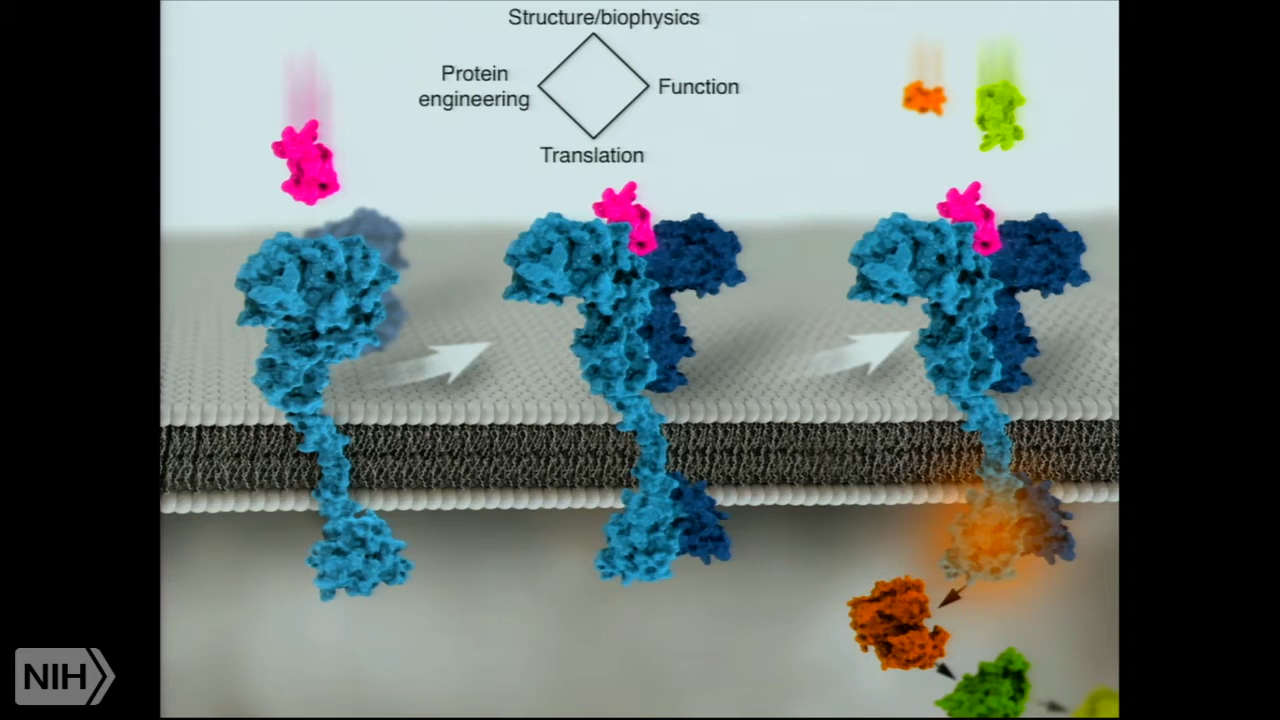 Structure/biophysics
Protein
engineering
Function
Translation
NIH